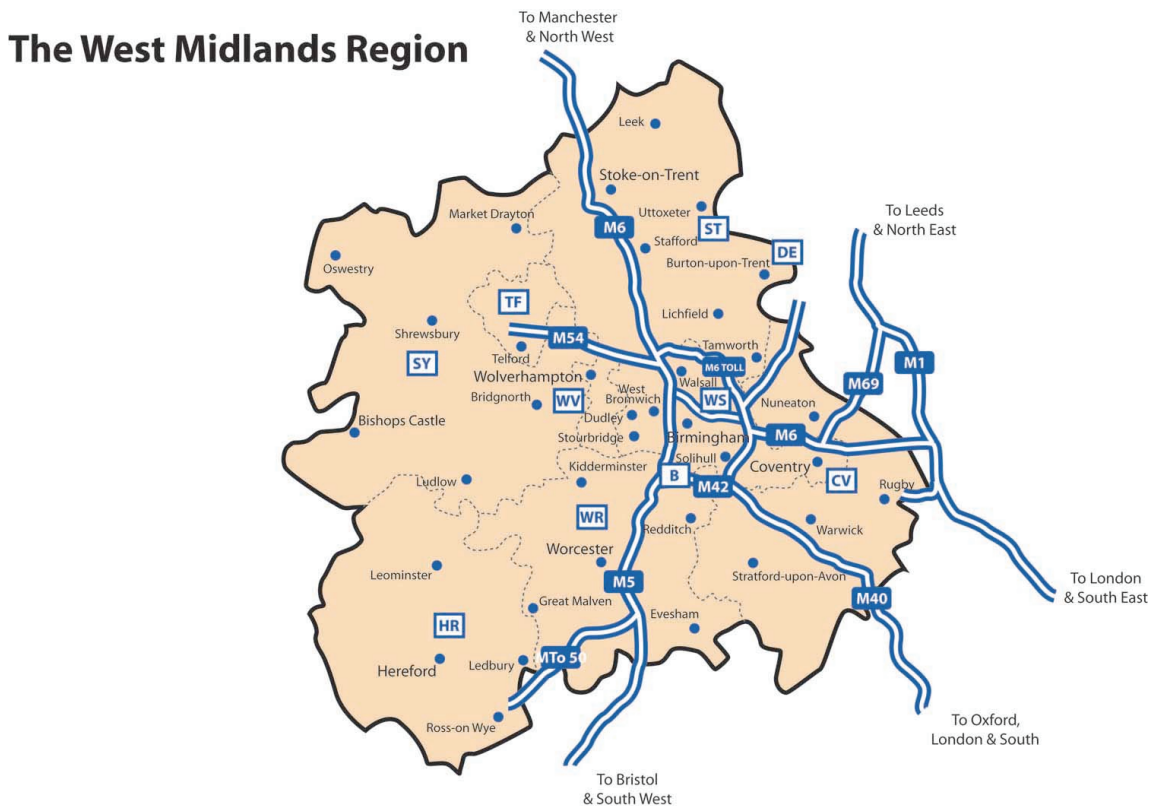 To Manchester
& North West
The West Midlands Region
Leek
Stoke-on-Trent
Uttoxeter
To Leeds
& North East
Market Drayton
M6
ST
Stafford
DE
Burton-upon-Trent
Oswestry
TF
Lichfield
Shrewsbury
M54
Tamworth
Telford
SY
M6 TOLL
M1
Wolverhampton
Walsall
M69
Bridgnorth
WV
West
Bromwich
WS
Nuneaton
Dudley
Bishops Castle
Stourbridge
Birmingham
M6
Solihull
Kidderminster
Coventry
B
Ludlow
M42
CV
Rugby
WR
Redditch
Warwick
Worcester
Leominster
M5
Stratford-upon-Avon
To London
& South East
M40
Great Malven
Evesham
HR
Hereford
Ledbury
MTo 50
Ross-on Wye
To Oxford,
London & South
To Bristol
& South West